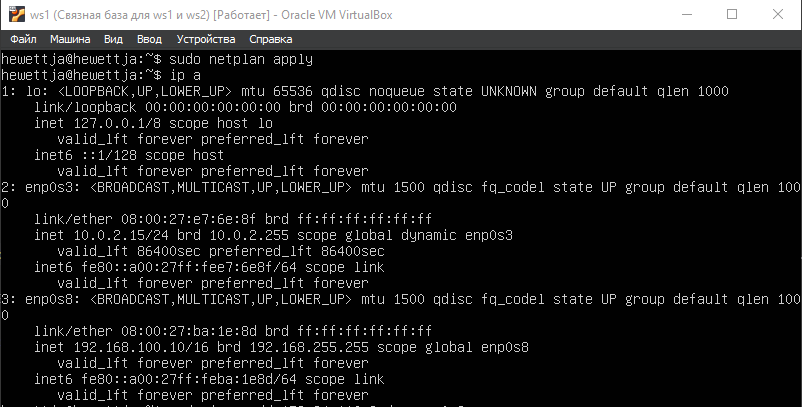 ws1 (Связная база для ws1 и ws2) [Работает] - Oracle VM VirtualBox
Файл Машина Вид Ввод Устройства Справка
hewettja@hewettja:~$ sudo netplan apply
hewettja@hewettja:~$ ip a
1: lo: <LOOPBACK,UP,LOWER_UP> mtu 65536 qdisc noqueue state UNKNOWN group default qlen 1000
link/loopback 00:00:00:00:00:00 brd 00:00:00:00:00:00
inet 127.0.0.1/8 scope host lo
valid_lft forever preferred_lft forever
inet6 ::1/128 scope host
valid_lft forever preferred_lft forever
2: enp0s3: <BROADCAST,MULTICAST,UP,LOWER_UP> mtu 1500 qdisc fq_codel state UP group default qlen 100
0
link/ether 08:00:27:e7:6e:8f brd ff:ff:ff:ff:ff:ff
inet 10.0.2.15/24 brd 10.0.2.255 scope global dynamic enp0s3
valid_lft 86400sec preferred_lft 86400sec
inet6 fe80::a00:27ff:fee7:6e8f/64 scope link
valid_lft forever preferred_lft forever
3: enp0s8: <BROADCAST,MULTICAST,UP,LOWER_UP> mtu 1500 qdisc fq_codel state UP group default qlen 100
0
link/ether 08:00:27:ba:1e:8d brd ff:ff:ff:ff:ff:ff
inet 192.168.100.10/16 brd 192.168.255.255 scope global enp0s8
valid_lft forever preferred_lft forever
inet6 fe80::a00:27ff:feba:1e8d/64 scope link
valid_lft forever preferred_lft forever